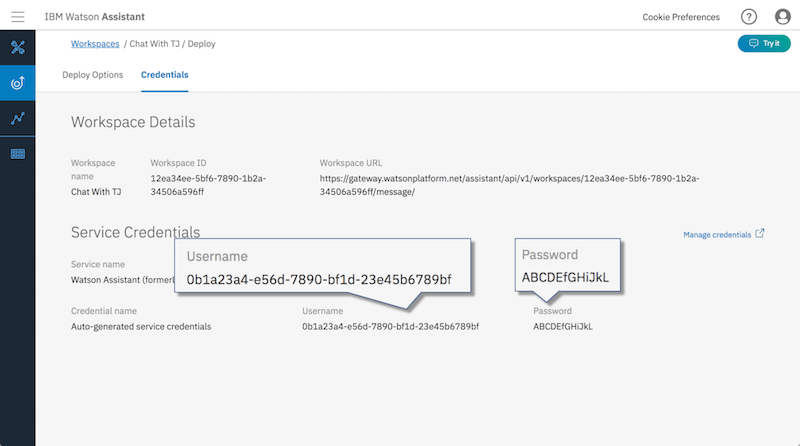 IBM Watson Assistant
Cookie Preferences
?
Try it
Workspaces / Chat With TJ / Deploy
Deploy Options
Credentials
Workspace Details
Workspace name
Chat With TJ
Workspace ID
12ea34ee-5bf6-7890-1b2a-
34506a596ff
Workspace URL
https://gateway.watsonplatform.net/assistant/api/v1/workspaces/12ea34ee-5bf6-7890-1b2a-
34506a596ff/message/
Service Credentials
Manage credentials
Username
0b1a23a4-e56d-7890-bf1d-23e45b6789bf
Password
ABCDEfGHiJkL
Service name
Watson Assistant (formerl
Credential name
Auto-generated service credentials
Username
0b1a23a4-e56d-7890-bf1d-23e45b6789bf
Password
ABCDEfGHiJkL